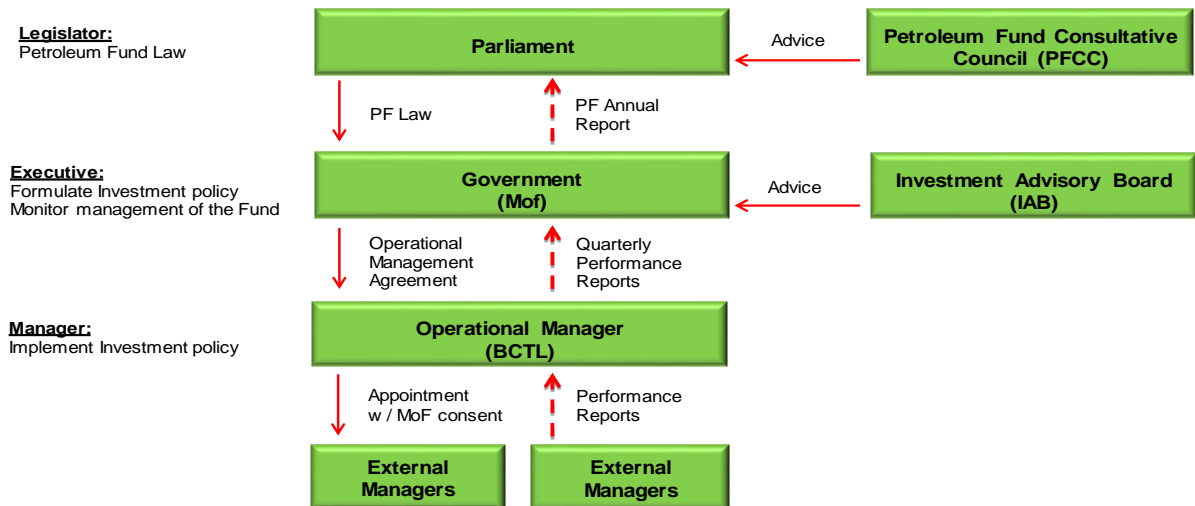 Legislator:
Petroleum Fund Law
Parliament
Advice
Petroleum Fund Consultative
Council (PFCC)
PF Law
PF Annual
Report
Executive:
Formulate Investment policy
Monitor management of the Fund
Government
(Mof)
Advice
Investment Advisory Board
(IAB)
Operational
Management
Agreement
Quarterly
Performance
Reports
Manager:
Implement Investment policy
Operational Manager
(BCTL)
Appointment
w / MoF consent
Performance
Reports
External
Managers
External
Managers